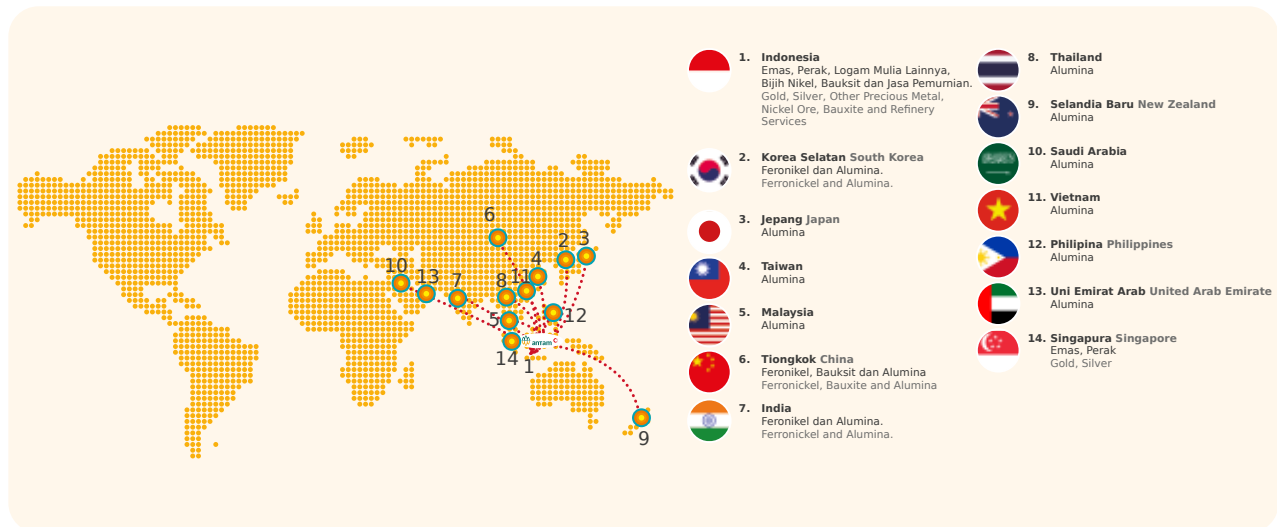 6
2
3
4
10
13
7
8
11
5
12
antam
14
1
9
1. Indonesia
Emas, Perak, Logam Mulia Lainnya,
Bijih Nikel, Bauksit dan Jasa Pemurnian.
Gold, Silver, Other Precious Metal,
Nickel Ore, Bauxite and Refinery
Services
2. Korea Selatan South Korea
Feronikel dan Alumina.
Ferronickel and Alumina.
3. Jepang Japan
Alumina
4. Taiwan
Alumina
5. Malaysia
Alumina
6. Tiongkok China
Feronikel, Bauksit dan Alumina
Ferronickel, Bauxite and Alumina
7. India
Feronikel dan Alumina.
Ferronickel and Alumina.
8. Thailand
Alumina
9. Selandia Baru New Zealand
Alumina
10. Saudi Arabia
Alumina
11. Vietnam
Alumina
12. Philipina Philippines
Alumina
13. Uni Emirat Arab United Arab Emirate
Alumina
14. Singapura Singapore
Emas, Perak
Gold, Silver